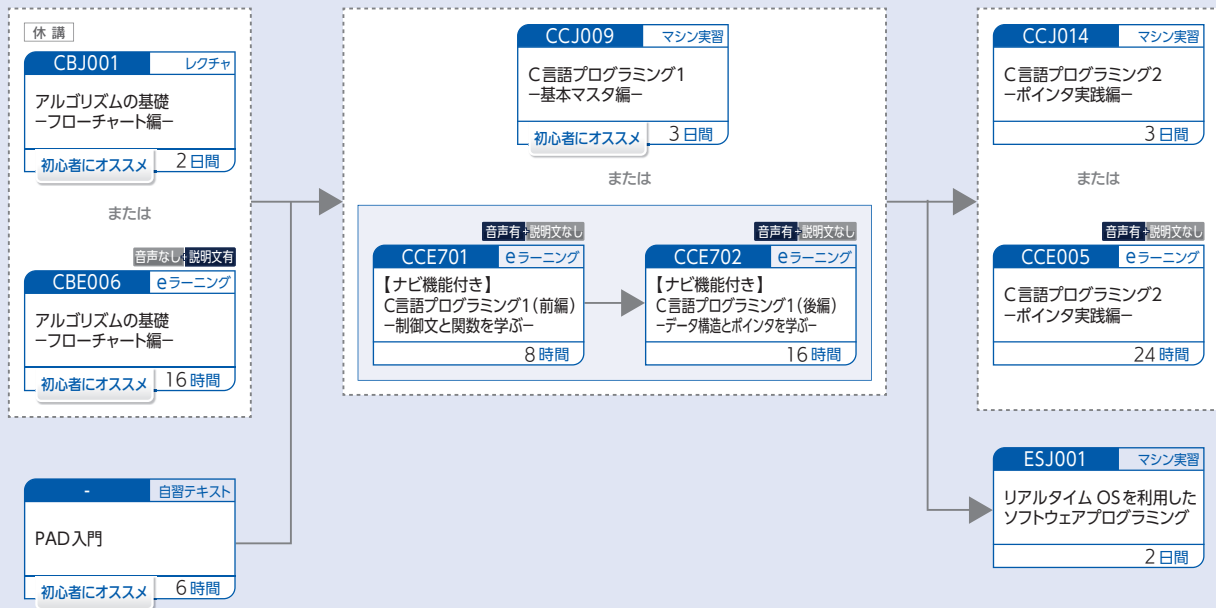 休 講
CBJ001 レクチャ
アルゴリズムの基礎
−フローチャート編−
初心者にオススメ 2日間
または
音声なし+説明文有
CBE006 eラーニング
アルゴリズムの基礎
−フローチャート編−
初心者にオススメ 16時間
- 自習テキスト
PAD入門
初心者にオススメ 6時間
CCJ009 マシン実習
C言語プログラミング1
−基本マスタ編−
初心者にオススメ 3日間
または
音声有+説明文なし
CCE701 eラーニング
【ナビ機能付き】
C言語プログラミング1(前編)
−制御文と関数を学ぶ−
8時間
音声有+説明文なし
CCE702 eラーニング
【ナビ機能付き】
C言語プログラミング1(後編)
−データ構造とポインタを学ぶ−
16時間
CCJ014 マシン実習
C言語プログラミング2
−ポインタ実践編−
3日間
または
音声有+説明文なし
CCE005 eラーニング
C言語プログラミング2
−ポインタ実践編−
24時間
ESJ001 マシン実習
リアルタイム OSを利用した
ソフトウェアプログラミング
2日間